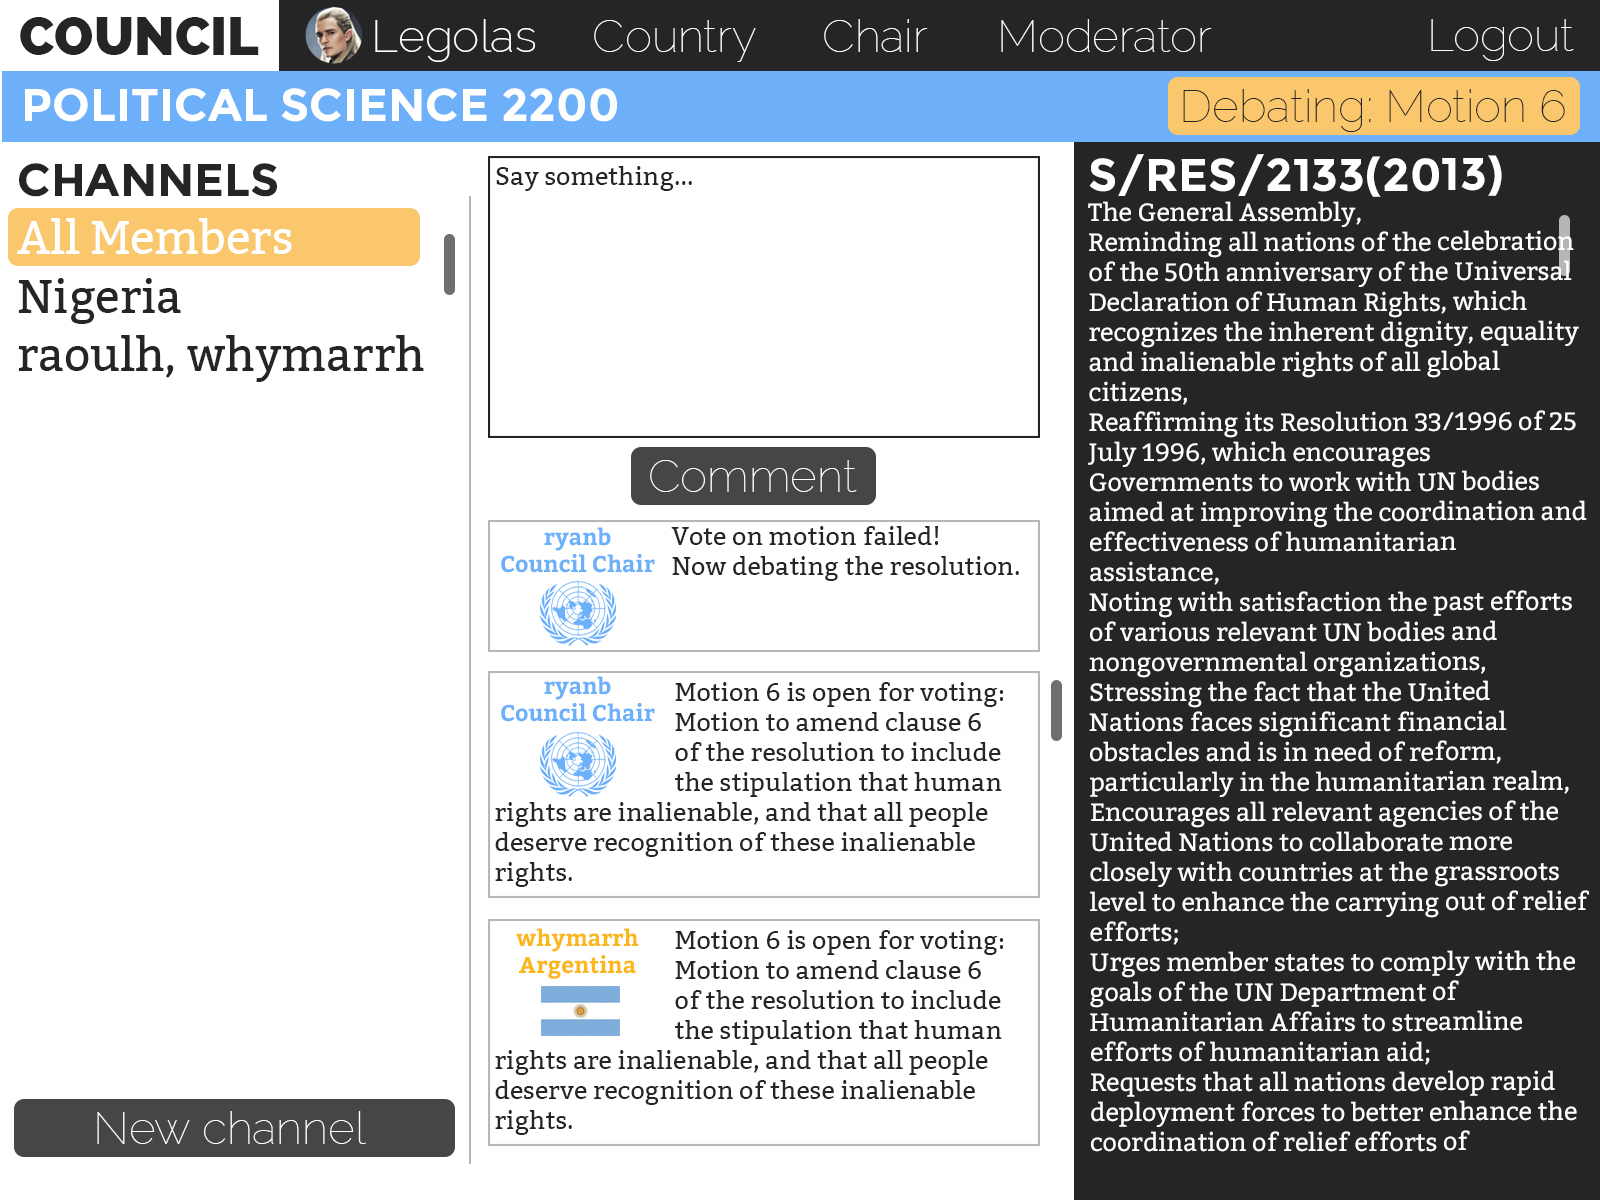 COUNCIL
Legolas
Country
Chair
Moderator
Logout
POLITICAL SCIENCE 2200
Debating: Motion 6
CHANNELS
All Members
Nigeria
raoulh, whymarrh
New channel
Say something...
Comment
ryanb
Council Chair
Vote on motion failed!
Now debating the resolution.
ryanb
Council Chair
Motion 6 is open for voting:
Motion to amend clause 6
of the resolution to include
the stipulation that human
rights are inalienable, and that all people
deserve recognition of these inalienable
rights.
whymarrh
Argentina
Motion 6 is open for voting:
Motion to amend clause 6
of the resolution to include
the stipulation that human
rights are inalienable, and that all people
deserve recognition of these inalienable
rights.
S/RES/2133(2013)
The General Assembly,
Reminding all nations of the celebration
of the 50th anniversary of the Universal
Declaration of Human Rights, which
recognizes the inherent dignity, equality
and inalienable rights of all global
citizens,
Reaffirming its Resolution 33/1996 of 25
July 1996, which encourages
Governments to work with UN bodies
aimed at improving the coordination and
effectiveness of humanitarian
assistance,
Noting with satisfaction the past efforts
of various relevant UN bodies and
nongovernmental organizations,
Stressing the fact that the United
Nations faces significant financial
obstacles and is in need of reform,
particularly in the humanitarian realm,
Encourages all relevant agencies of the
United Nations to collaborate more
closely with countries at the grassroots
level to enhance the carrying out of relief
efforts;
Urges member states to comply with the
goals of the UN Department of
Humanitarian Affairs to streamline
efforts of humanitarian aid;
Requests that all nations develop rapid
deployment forces to better enhance the
coordination of relief efforts of